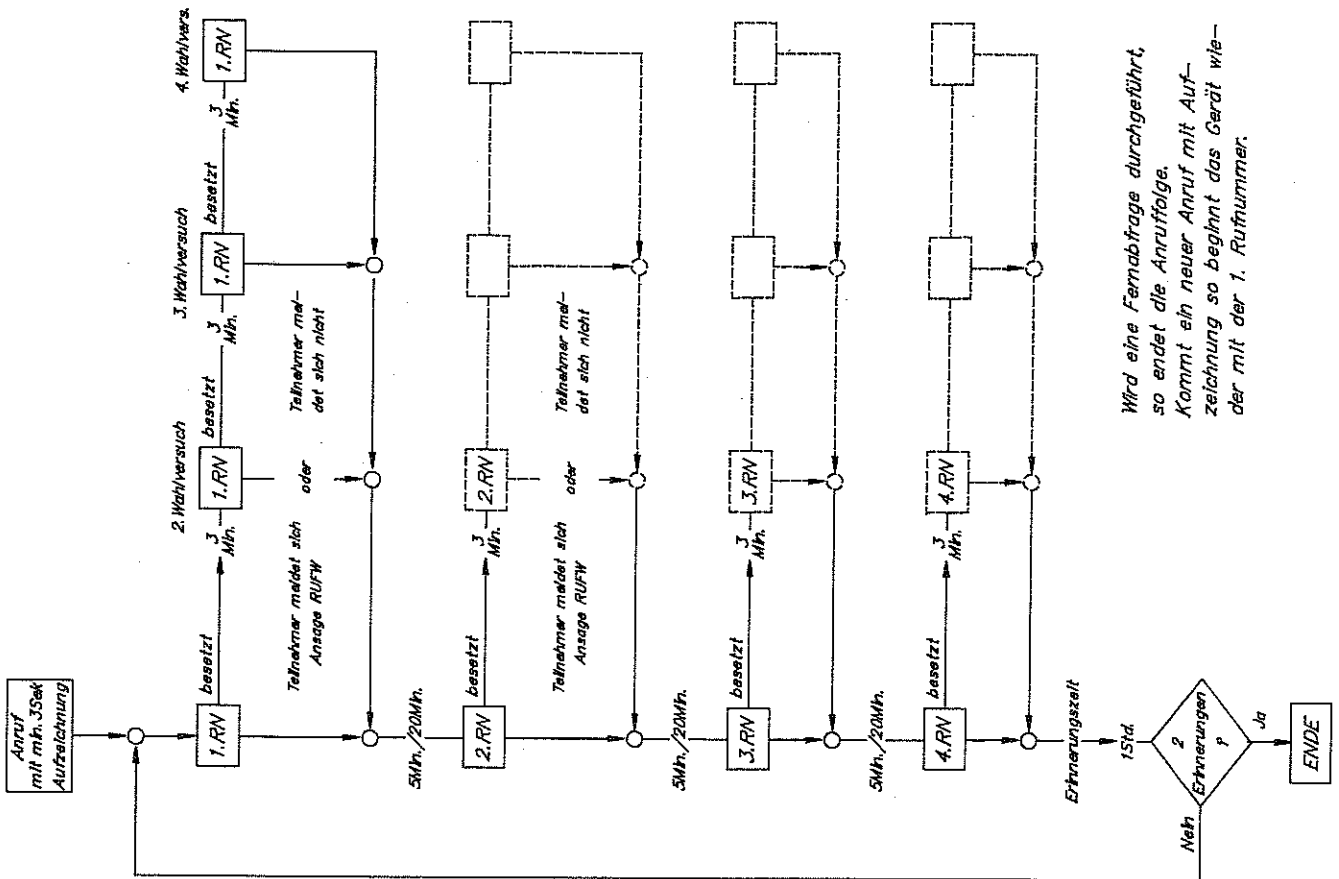 Anruf
mit min. 3Sek
Aufzeichnung
2. Wahlversuch
3. Wahlversuch
4. Wahlvers.
1.RN
besetzt
3
Min.
1.RN
besetzt
3
Min.
1.RN
besetzt
3
Min.
1.RN
Teilnehmer meldet sich
Ansage RUFW
oder
Teilnehmer mel-
det sich nicht
5Min./20Min.
2.RN
besetzt
3
Min.
2.RN
Teilnehmer meldet sich
Ansage RUFW
oder
Teilnehmer mel-
det sich nicht
5Min./20Min.
3.RN
besetzt
3
Min.
3.RN
5Min./20Min.
4.RN
besetzt
3
Min.
4.RN
Erinnerungszeit
1Std.
2
Erinnerungen
?
Nein
Ja
ENDE
Wird eine Fernabfrage durchgeführt,
so endet die Anruffolge.
Kommt ein neuer Anruf mit Auf-
zeichnung so beginnt das Gerät wie-
der mit der 1. Rufnummer.